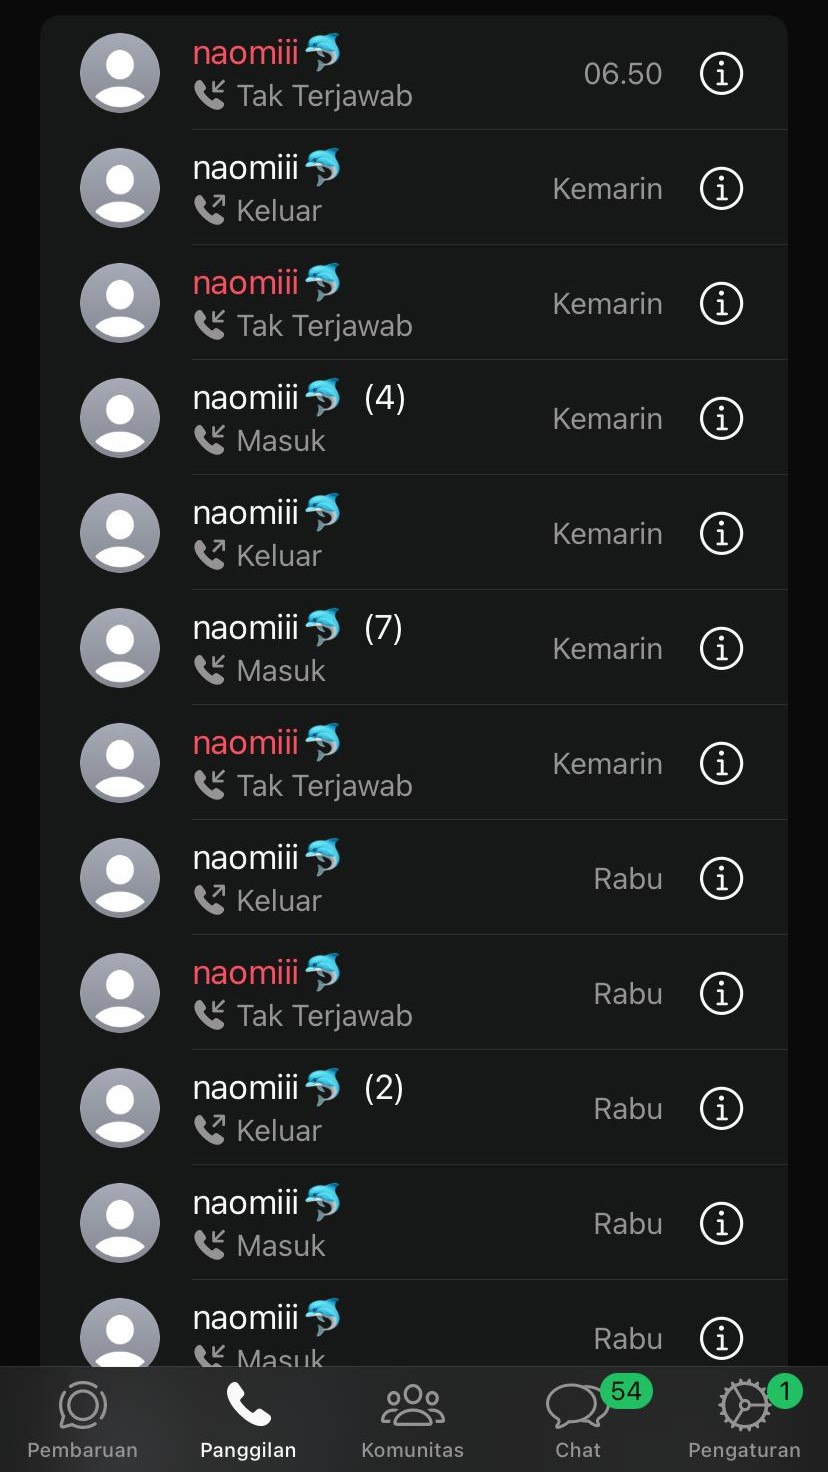 naomiii🐬
Tak Terjawab
06.50
naomiii🐬
Keluar
Kemarin
naomiii🐬
Tak Terjawab
Kemarin
naomiii🐬 (4)
Masuk
Kemarin
naomiii🐬
Keluar
Kemarin
naomiii🐬 (7)
Masuk
Kemarin
naomiii🐬
Tak Terjawab
Kemarin
naomiii🐬
Keluar
Rabu
naomiii🐬
Tak Terjawab
Rabu
naomiii🐬 (2)
Keluar
Rabu
naomiii🐬
Masuk
Rabu
naomiii🐬
Masuk
Rabu
54
1
Pembaruan
Panggilan
Komunitas
Chat
Pengaturan